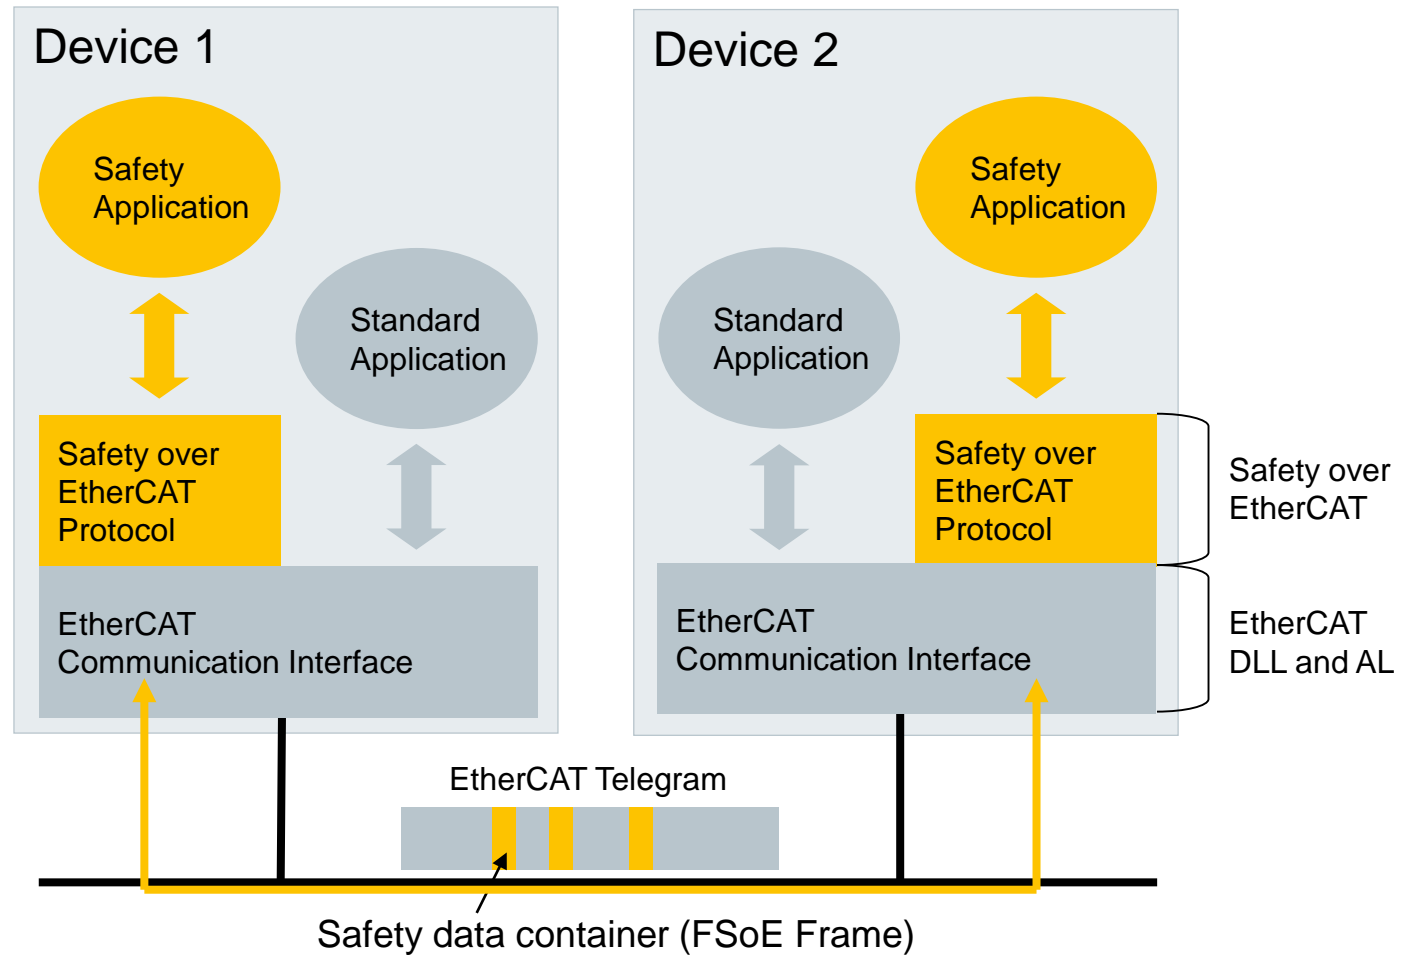 Device 1
Safety
Application
Standard
Application
Safety over
EtherCAT
Protocol
EtherCAT
Communication Interface
Device 2
Safety
Application
Standard
Application
Safety over
EtherCAT
Protocol
EtherCAT
Communication Interface
Safety over
EtherCAT
EtherCAT
DLL and AL
EtherCAT Telegram
Safety data container (FSoE Frame)